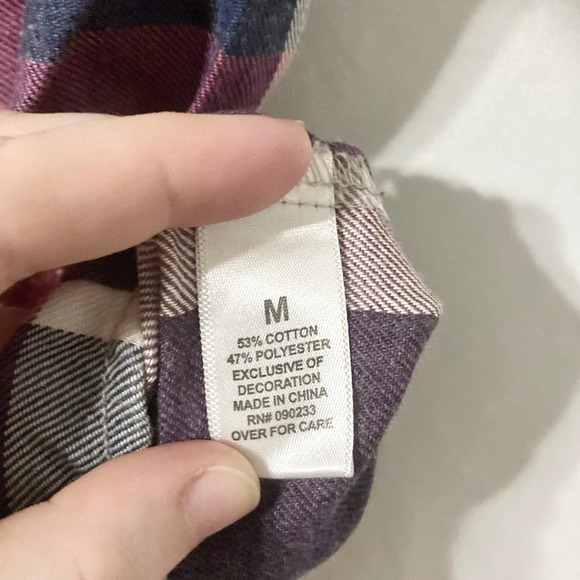 M
53% COTTON
47% POLYESTER
EXCLUSIVE OF
DECORATION
MADE IN CHINA
RN# 090233
OVER FOR CARE